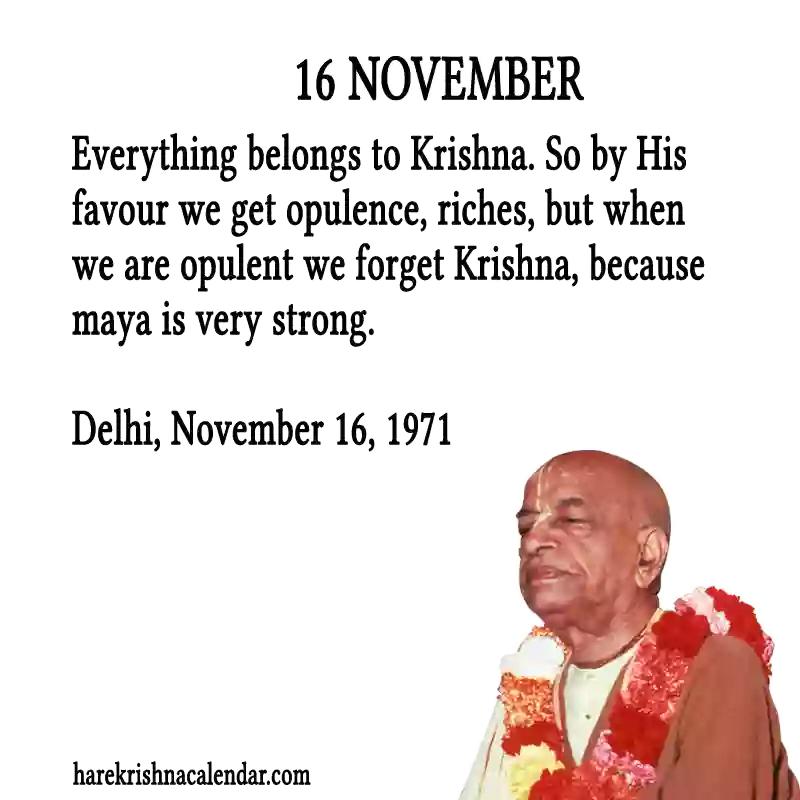 16 NOVEMBER
Everything belongs to Krishna. So by His
favour we get opulence, riches, but when
we are opulent we forget Krishna, because
maya is very strong.
Delhi, November 16, 1971
harekrishnacalendar.com